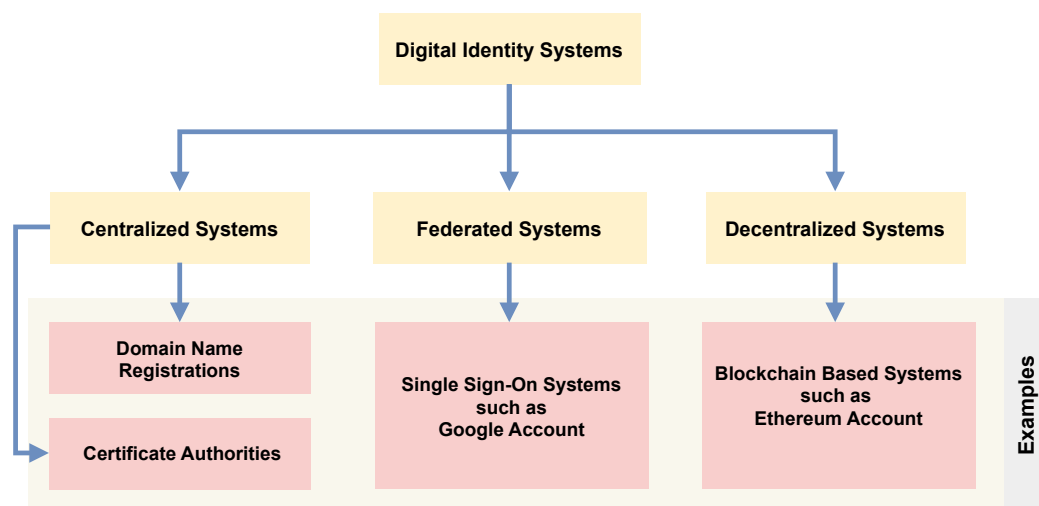 Digital Identity Systems
Centralized Systems
Federated Systems
Decentralized Systems
Domain Name
Registrations
Certificate Authorities
Single Sign-On Systems
such as
Google Account
Blockchain Based Systems
such as
Ethereum Account
Examples